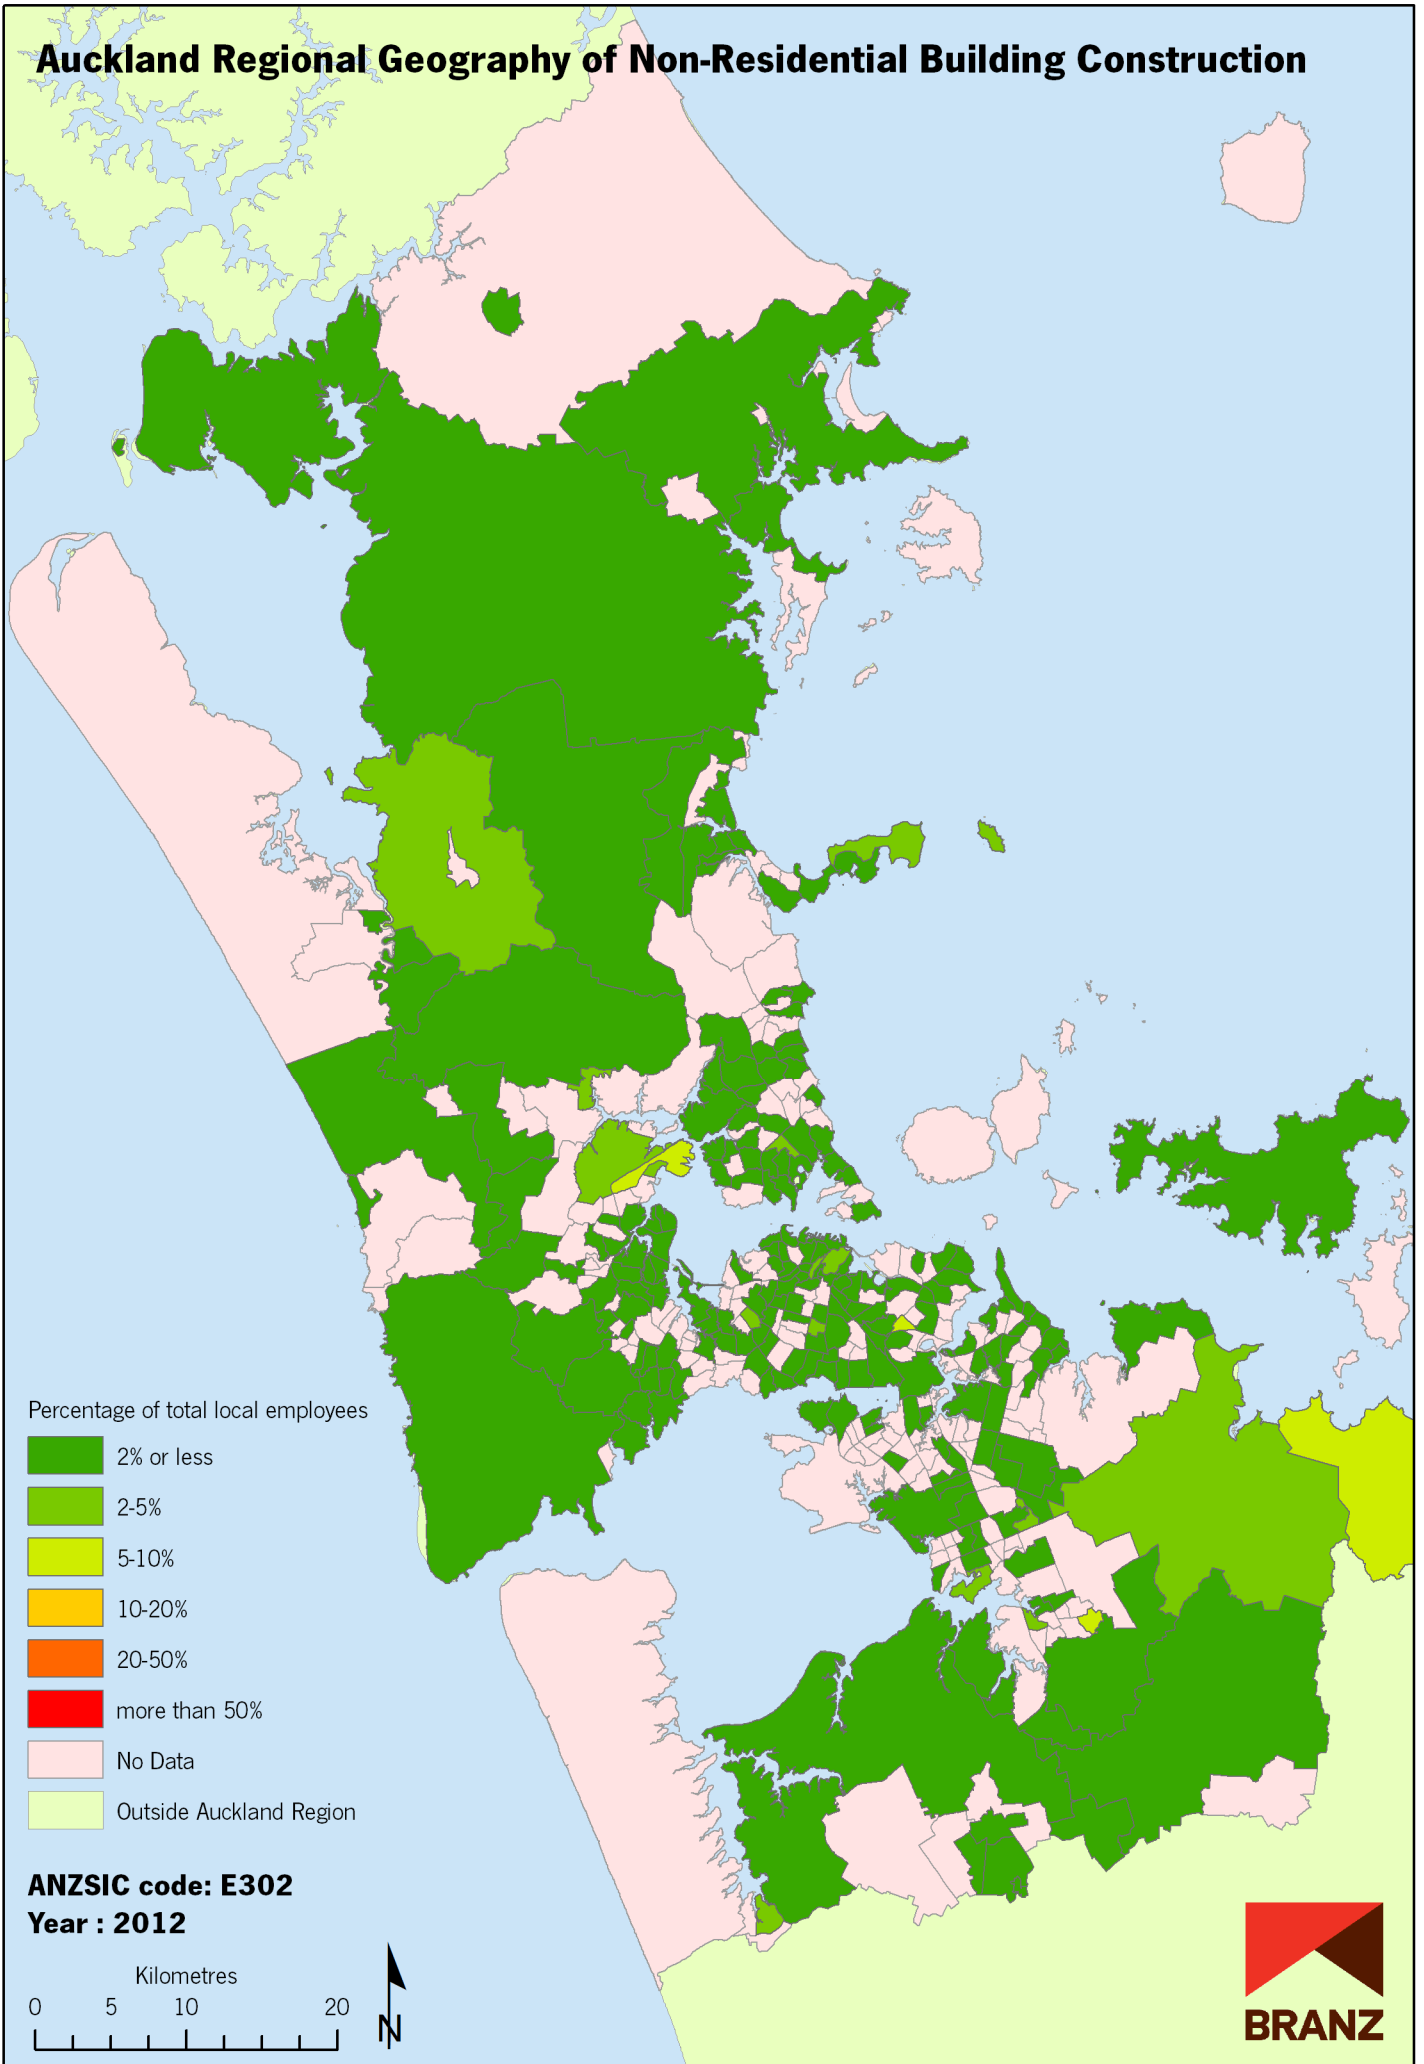 Auckland Regional Geography of Non-Residential Building Construction
Percentage of total local employees
2% or less
2-5%
5-10%
10-20%
20-50%
more than 50%
No Data
Outside Auckland Region
ANZSIC code: E302
Year : 2012
Kilometres
0 5 10 20
N
BRANZ